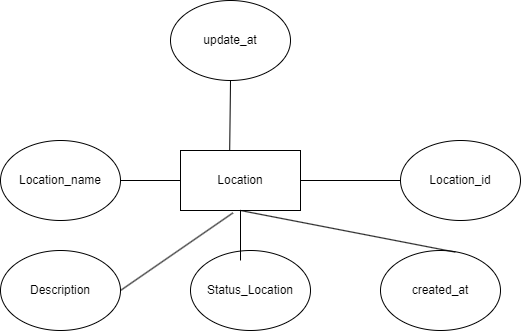 update_at
Location_name
Location
Location_id
Description
Status_Location
created_at